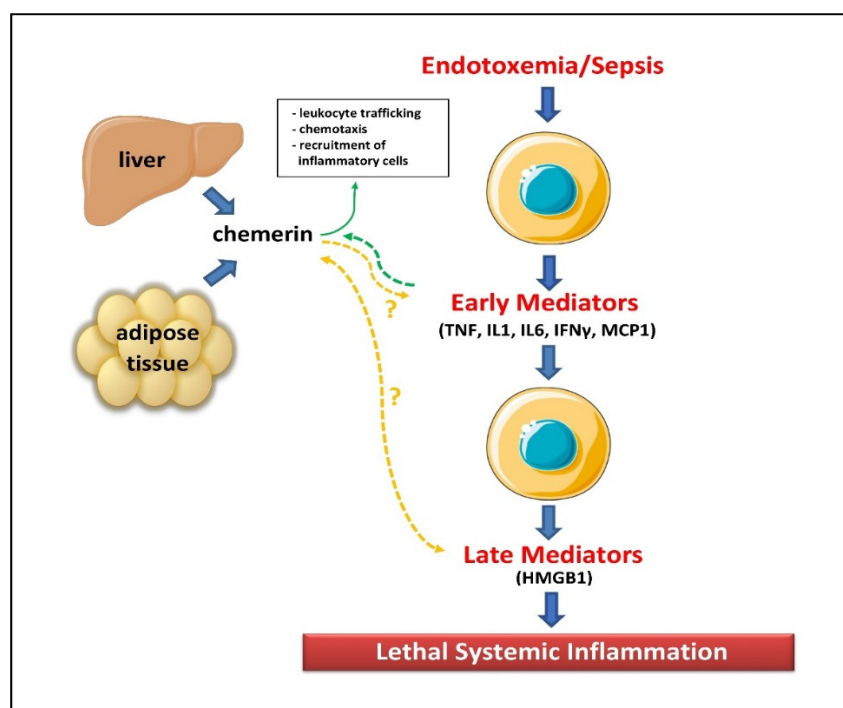 Endotoxemia/Sepsis
- leukocyte trafficking
- chemotaxis
- recruitment of
inflammatory cells
liver
chemerin
?
Early Mediators
(TNF, IL1, IL6, IFNγ, MCP1)
adipose
tissue
?
Late Mediators
(HMGB1)
Lethal Systemic Inflammation